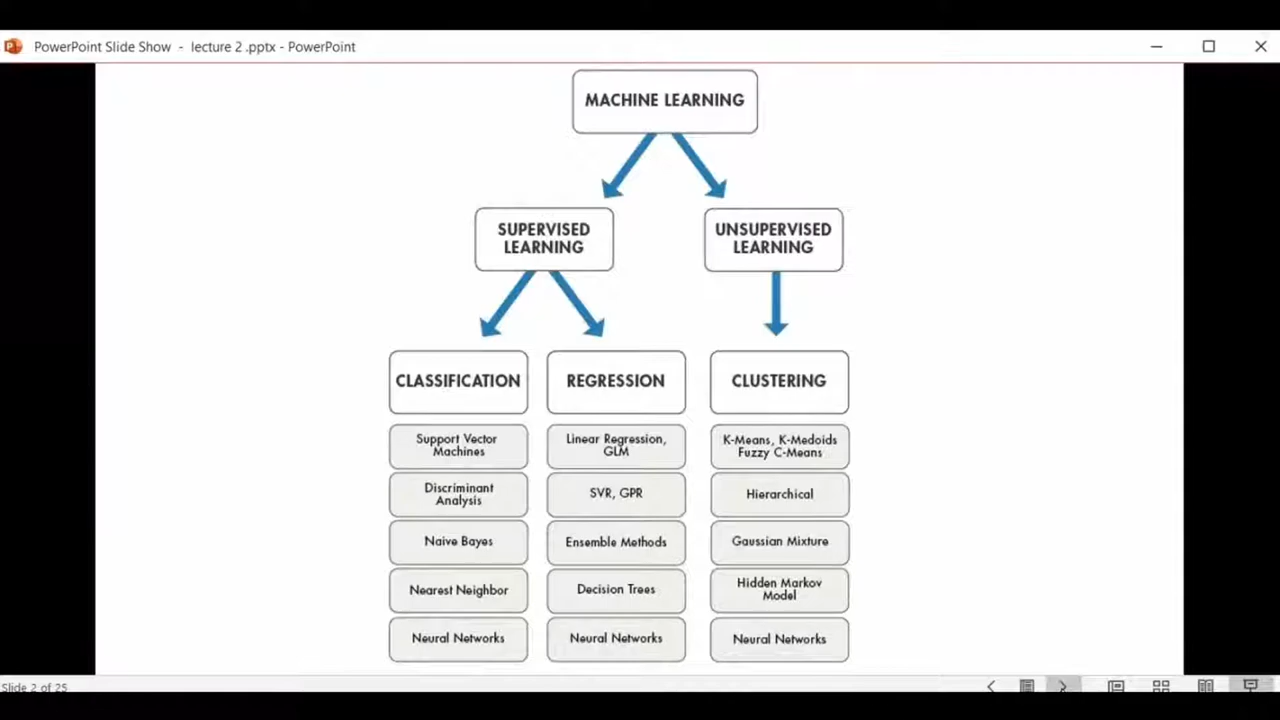 PowerPoint Slide Show - lecture 2 .pptx - PowerPoint
MACHINE LEARNING
SUPERVISED
LEARNING
UNSUPERVISED
LEARNING
CLASSIFICATION
Support Vector
Machines
Discriminant
Analysis
Naive Bayes
Nearest Neighbor
Neural Networks
REGRESSION
Linear Regression,
GLM
SVR, GPR
Ensemble Methods
Decision Trees
Neural Networks
CLUSTERING
K-Means, K-Medoids
Fuzzy C-Means
Hierarchical
Gaussian Mixture
Hidden Markov
Model
Neural Networks
Slide 2 of 25